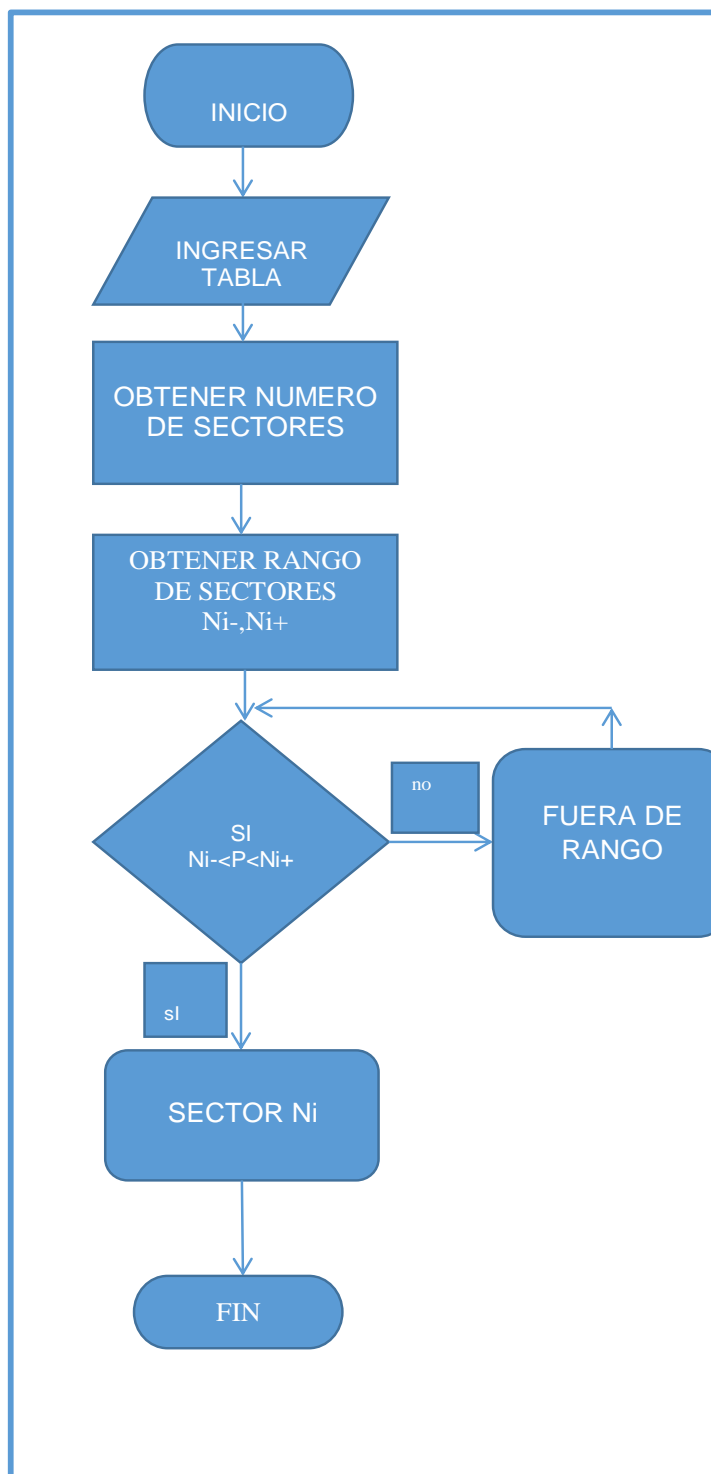 INICIO
INGRESAR
TABLA
OBTENER NUMERO
DE SECTORES
OBTENER RANGO
DE SECTORES
Ni-,Ni+
SI
Ni-<P<Ni+
no
FUERA DE
RANGO
sI
SECTOR Ni
FIN